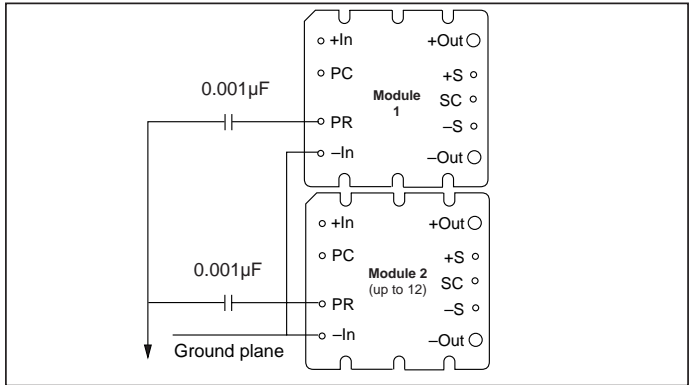 +In
+Out
PC
+S
0.001µF
Module
1
SC
PR
–S
–In
–Out
+In
+Out
PC
+S
0.001µF
Module 2
(up to 12)
SC
PR
–S
–In
–Out
Ground plane